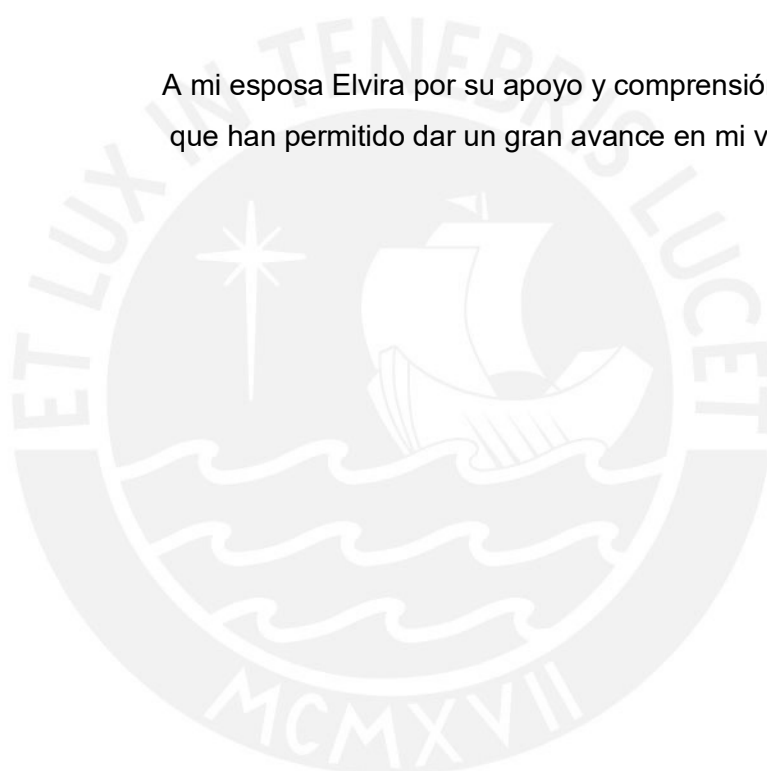 A mi esposa Elvira por su apoyo y comprensió
que han permitido dar un gran avance en mi v
ET LUX IN TENEBRIS LUCET
MCMXVII